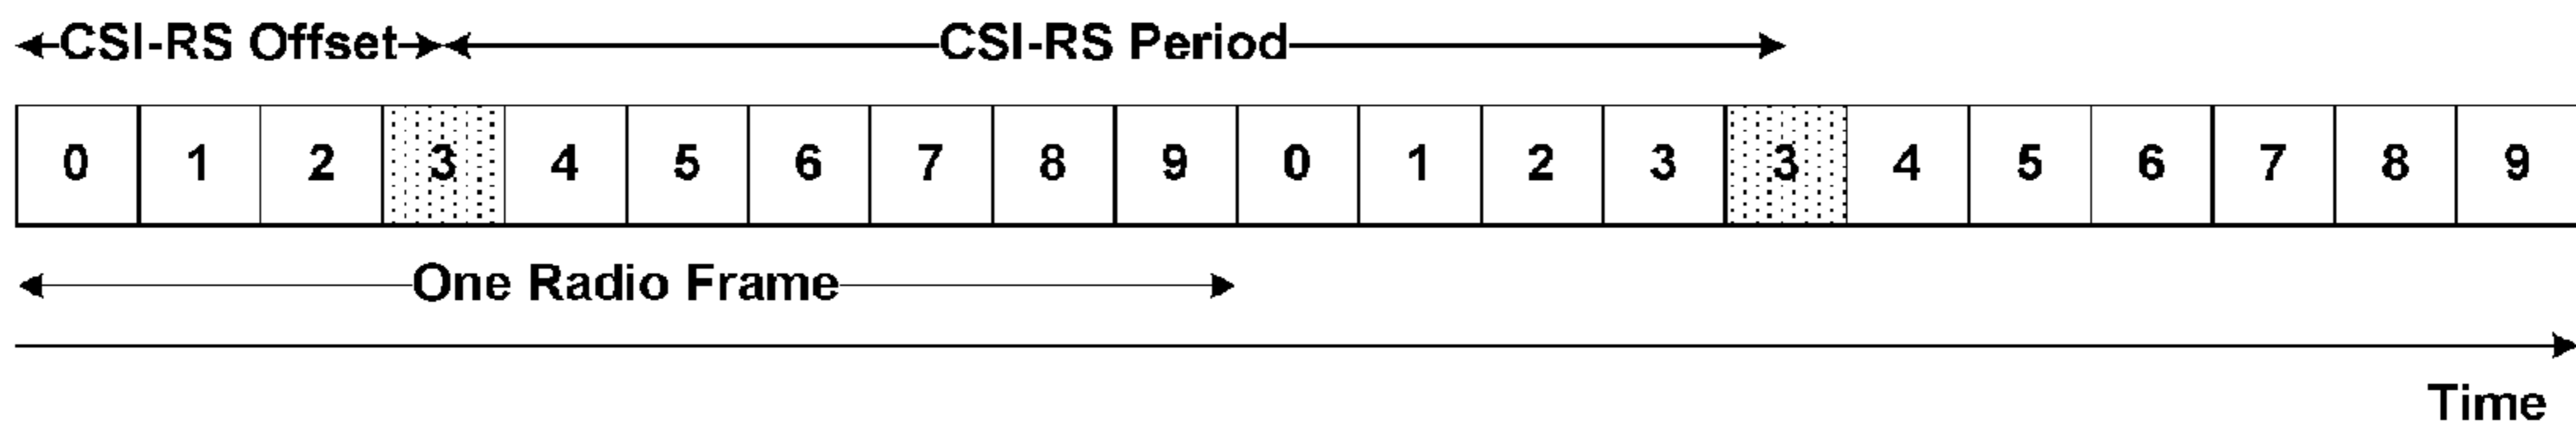 CSI-RS Offset CSI-RS Period
0 1 2 3 4 5 6 7 8 9 0 1 2 3 3 4 5 6 7 8 9
One Radio Frame
Time